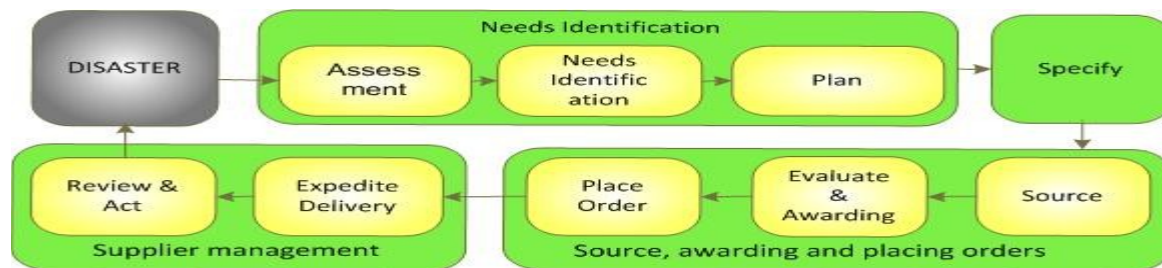 Needs Identification
DISASTER
Assess
ment
Needs
Identific
ation
Plan
Specify
Review &
Act
Expedite
Delivery
Place
Order
Evaluate
&
Awarding
Source
Supplier management
Source, awarding and placing orders